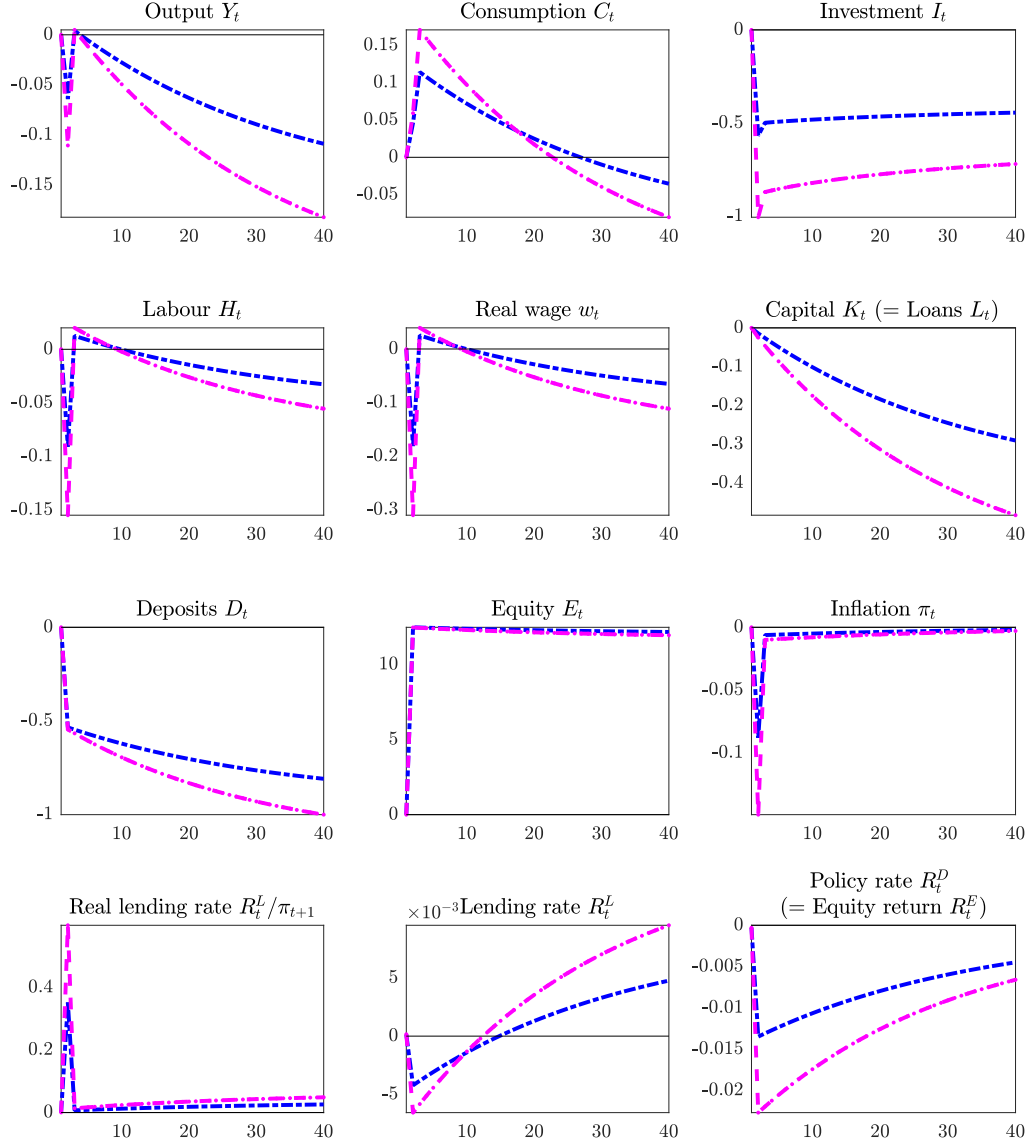 Output Y_t
Consumption C_t
Investment I_t
0
-0.05
-0.1
-0.15
10 20 30 40
0.15
0.1
0.05
0
0.05
10 20 30 40
0
-0.5
-1
10 20 30 40
Labour H_t
Real wage w_t
Capital K_t (= Loans L_t)
0
-0.05
-0.1
-0.15
10 20 30 40
0
-0.1
-0.2
-0.3
10 20 30 40
0
-0.1
-0.2
-0.3
-0.4
10 20 30 40
Deposits D_t
Equity E_t
Inflation π_t
0
-0.5
-1
10 20 30 40
10
5
0
10 20 30 40
0
-0.05
-0.1
10 20 30 40
Real lending rate R_t^L/π_{t+1}
×10^{-3} Lending rate R_t^L
Policy rate R_t^D
(= Equity return R_t^E)
0.4
0.2
0
10 20 30 40
5
0
-5
10 20 30 40
0
-0.005
-0.01
-0.015
-0.02
10 20 30 40